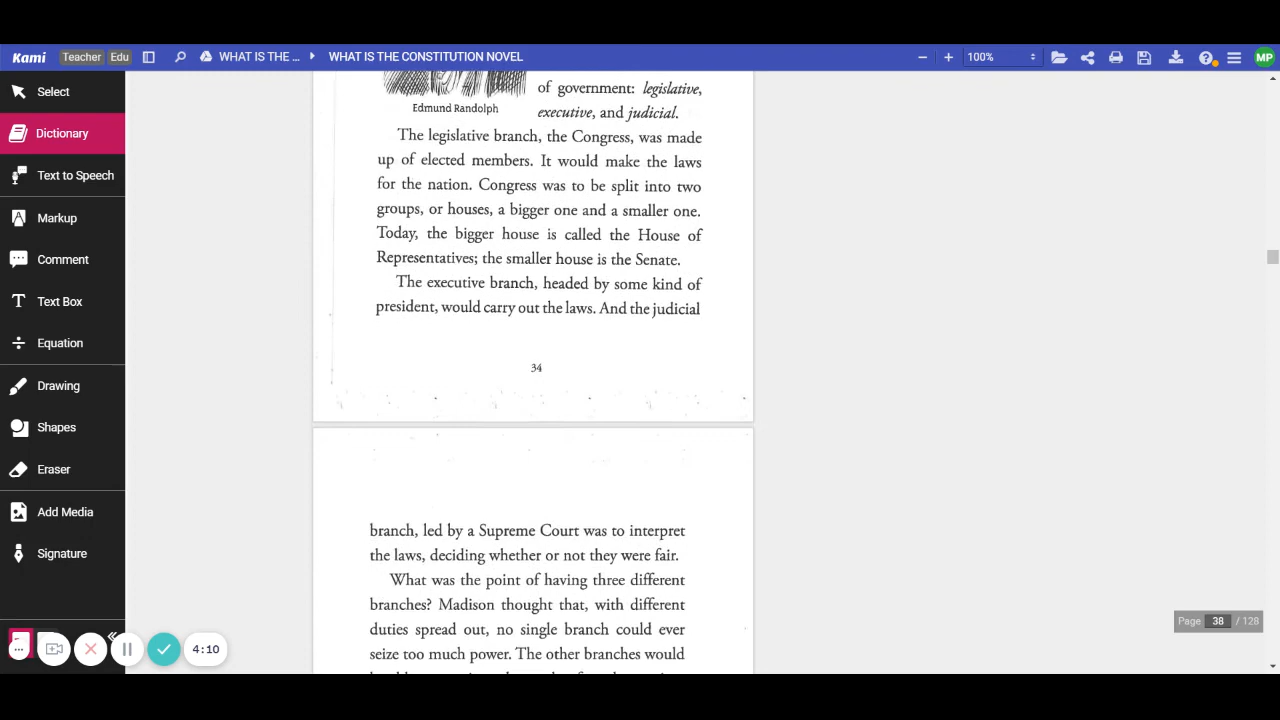 Kami Teacher Edu WHAT IS THE ... WHAT IS THE CONSTITUTION NOVEL 100% MP
Select
Dictionary
Text to Speech
Markup
Comment
Text Box
Equation
Drawing
Shapes
Eraser
Add Media
Signature
4:10
Edmund Randolph
of government: legislative,
executive, and judicial.
The legislative branch, the Congress, was made
up of elected members. It would make the laws
for the nation. Congress was to be split into two
groups, or houses, a bigger one and a smaller one.
Today, the bigger house is called the House of
Representatives; the smaller house is the Senate.
The executive branch, headed by some kind of
president, would carry out the laws. And the judicial
34
branch, led by a Supreme Court was to interpret
the laws, deciding whether or not they were fair.
What was the point of having three different
branches? Madison thought that, with different
duties spread out, no single branch could ever
seize too much power. The other branches would
Page 38 / 128